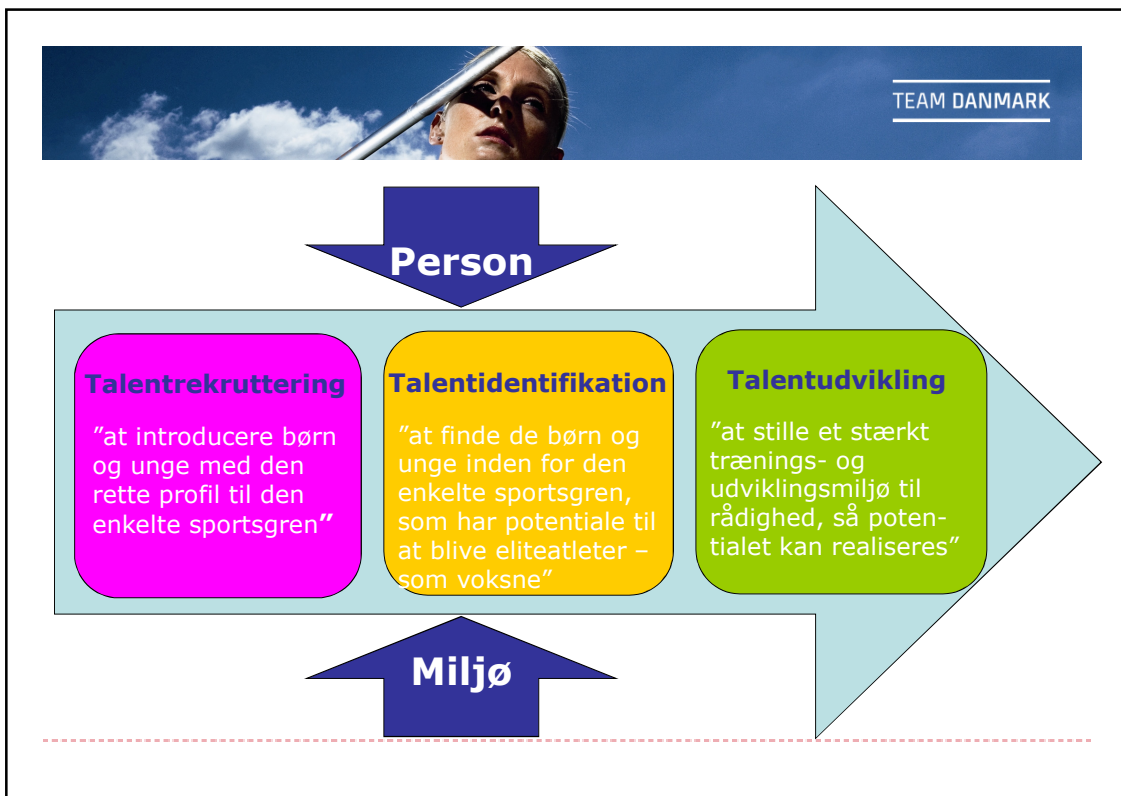 TEAM DANMARK
Person
Talentrekruttering
”at introducere børn
og unge med den
rette profil til den
enkelte sportsgren”
Talentidentifikation
”at finde de børn og
unge inden for den
enkelte sportsgren,
som har potentiale til
at blive eliteatleter –
som voksne”
Talentudvikling
”at stille et stærkt
trænings- og
udviklingsmiljø til
rådighed, så poten-
tialet kan realiseres”
Miljø